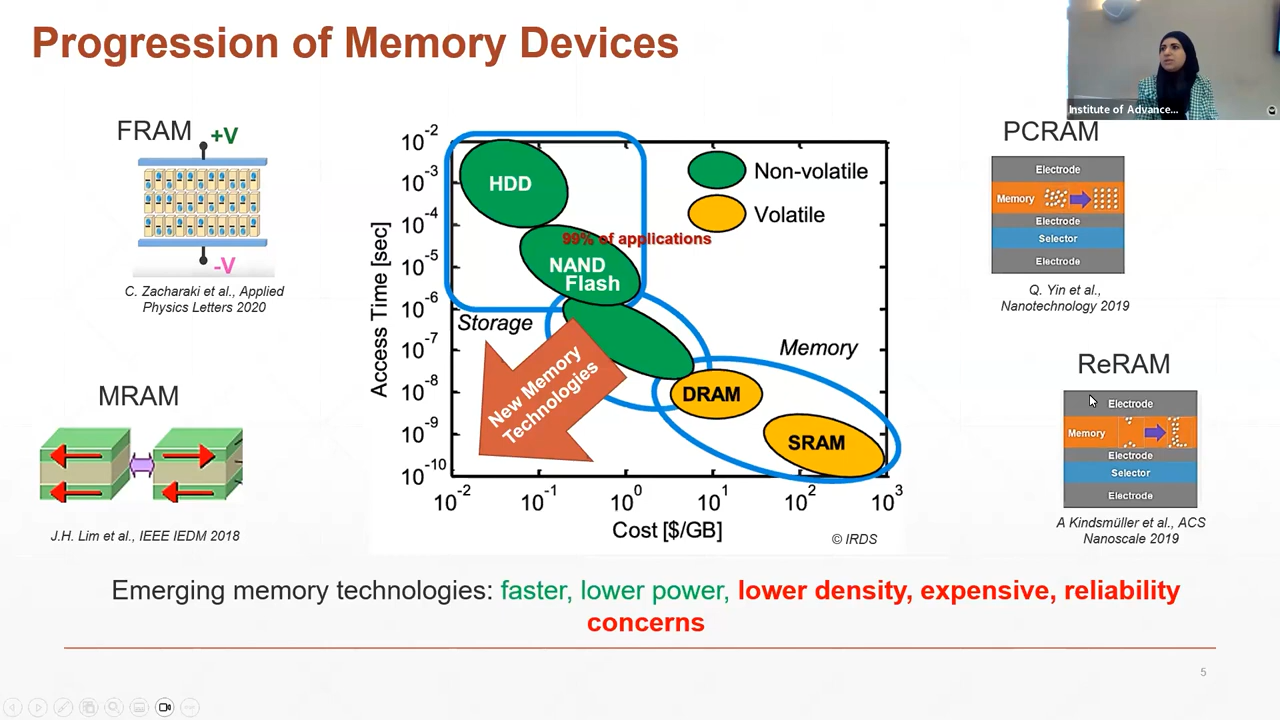 Progression of Memory Devices
Institute of Advance...
FRAM
+V
-V
C. Zacharaki et al., Applied
Physics Letters 2020
MRAM
J.H. Lim et al., IEEE IEDM 2018
Access Time [sec]
10-2
10-3
10-4
10-5
10-6
10-7
10-8
10-9
10-10
HDD
NAND
Flash
99% of applications
Non-volatile
Volatile
Storage
Memory
New Memory
Technologies
DRAM
SRAM
10-2
10-1
100
101
102
103
Cost [$/GB]
© IRDS
PCRAM
Electrode
Memory
Electrode
Selector
Electrode
Q. Yin et al.,
Nanotechnology 2019
ReRAM
Electrode
Memory
Electrode
Selector
Electrode
A Kindsmüller et al., ACS
Nanoscale 2019
Emerging memory technologies: faster, lower power, lower density, expensive, reliability
concerns
5